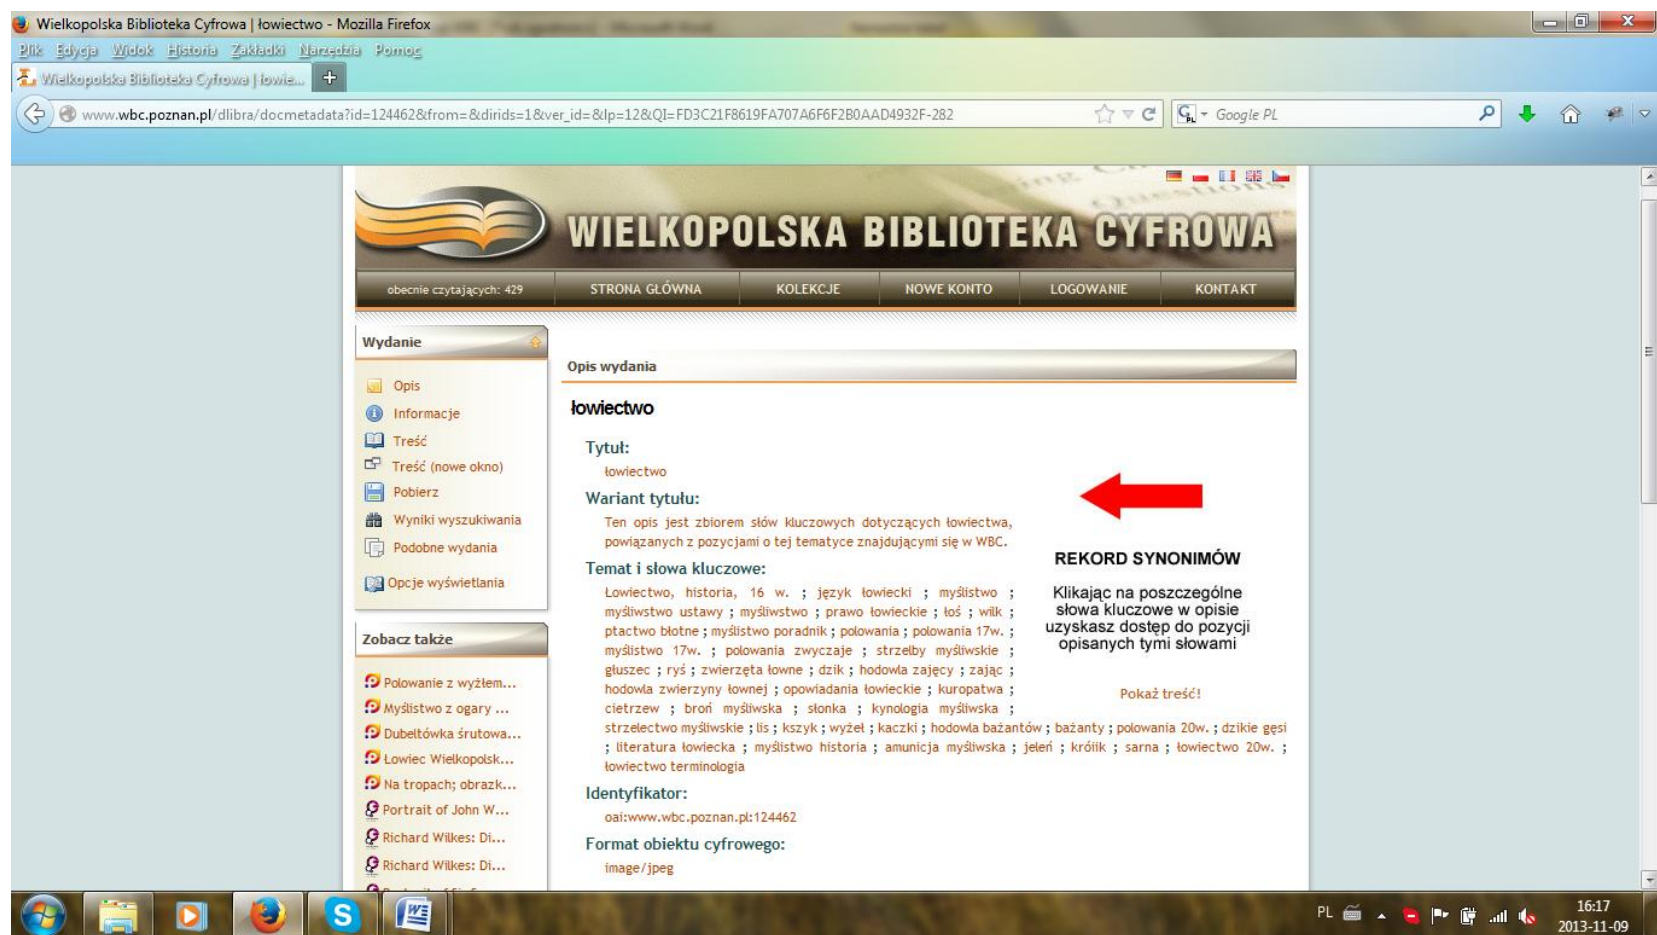 Wielkopolska Biblioteka Cyfrowa | łowiectwo - Mozilla Firefox
Plik Edycja Widok Historia Zakładki Narzędzia Pomoc
Wielkopolska Biblioteka Cyfrowa | łowie...
www.wbc.poznan.pl/dlibra/docmetadata?id=124462&from=&dirids=1&ver_id=&lp=12&QI=FD3C21F8619FA707A6F6F2B0AAD4932F-282
Google PL
WIELKOPOLSKA BIBLIOTEKA CYFROWA
obecnie czytających: 429 STRONA GŁÓWNA KOLEKCJE NOWE KONTO LOGOWANIE KONTAKT
Wydanie
Opis
Informacje
Treść
Treść (nowe okno)
Pobierz
Wyniki wyszukiwania
Podobne wydania
Opcje wyświetlania
Zobacz także
Polowanie z wyżłem...
Myślistwo z ogary ...
Dubeltówka śrutowa...
Łowiec Wielkopolsk...
Na tropach; obrazk...
Portrait of John W...
Richard Wilkes: Di...
Richard Wilkes: Di...
Opis wydania
łowiectwo
Tytuł:
łowiectwo
Wariant tytułu:
Ten opis jest zbiorem słów kluczowych dotyczących łowiectwa,
powiązanych z pozycjami o tej tematyce znajdującymi się w WBC.
Temat i słowa kluczowe:
Łowiectwo, historia, 16 w. ; język łowiecki ; myślistwo ;
myśliwstwo ustawy ; myśliwstwo ; prawo łowieckie ; łoś ; wilk ;
ptactwo błotne ; myślistwo poradnik ; polowania ; polowania 17w. ;
myślistwo 17w. ; polowania zwyczaje ; strzelby myśliwskie ;
głuszec ; ryś ; zwierzęta łowne ; dzik ; hodowla zajęcy ; zając ;
hodowla zwierzyny łownej ; opowiadania łowieckie ; kuropatwa ;
cietrzew ; broń myśliwska ; słonka ; kynologia myśliwska ;
strzelectwo myśliwskie ; lis ; kszyk ; wyżeł ; kaczki ; hodowla bażantów ; bażanty ; polowania 20w. ; dzikie gęsi
; literatura łowiecka ; myślistwo historia ; amunicja myśliwska ; jeleń ; króiik ; sarna ; łowiectwo 20w. ;
łowiectwo terminologia
Identyfikator:
oai:www.wbc.poznan.pl:124462
Format obiektu cyfrowego:
image/jpeg
REKORD SYNONIMÓW
Klikając na poszczególne
słowa kluczowe w opisie
uzyskasz dostęp do pozycji
opisanych tymi słowami
Pokaż treść!
PL
16:17
2013-11-09